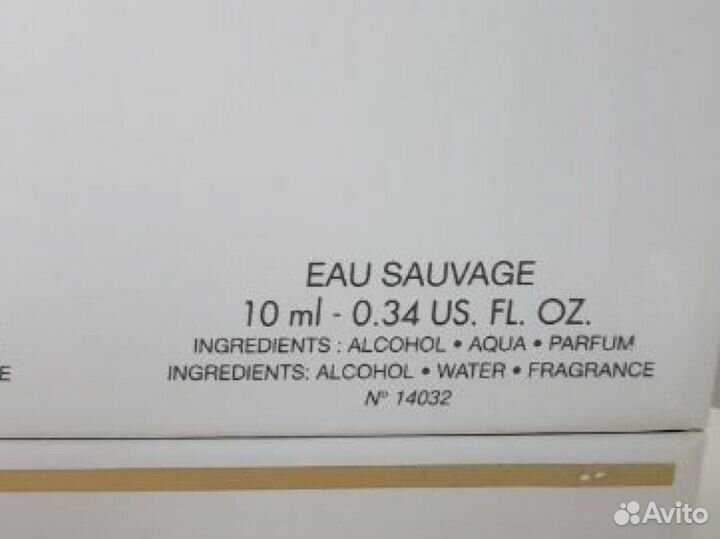 EAU SAUVAGE
10 ml - 0.34 US. FL. OZ.
INGREDIENTS : ALCOHOL • AQUA • PARFUM
E
INGREDIENTS: ALCOHOL • WATER • FRAGRANCE
N° 14032
Avito